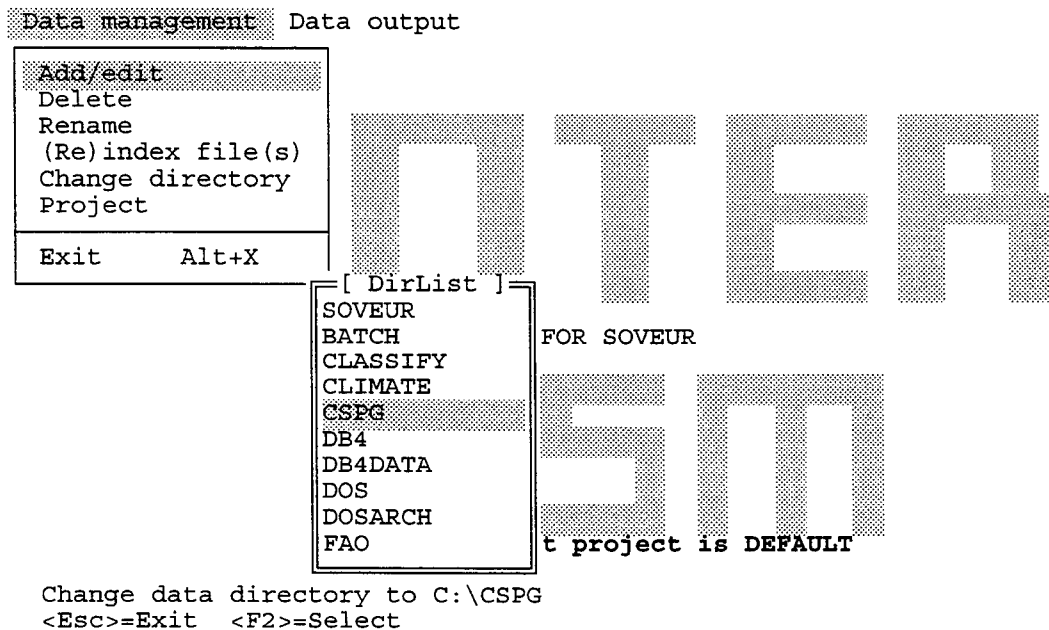 Data management Data output
Add/edit
Delete
Rename
(Re)index file(s)
Change directory
Project
Exit Alt+X
NTER
[ DirList ]
SOVEUR
BATCH
CLASSIFY
CLIMATE
CSPG
DB4
DB4DATA
DOS
DOSARCH
FAO
FOR SOVEUR
SM
t project is DEFAULT
Change data directory to C:\CSPG
<Esc>=Exit <F2>=Select